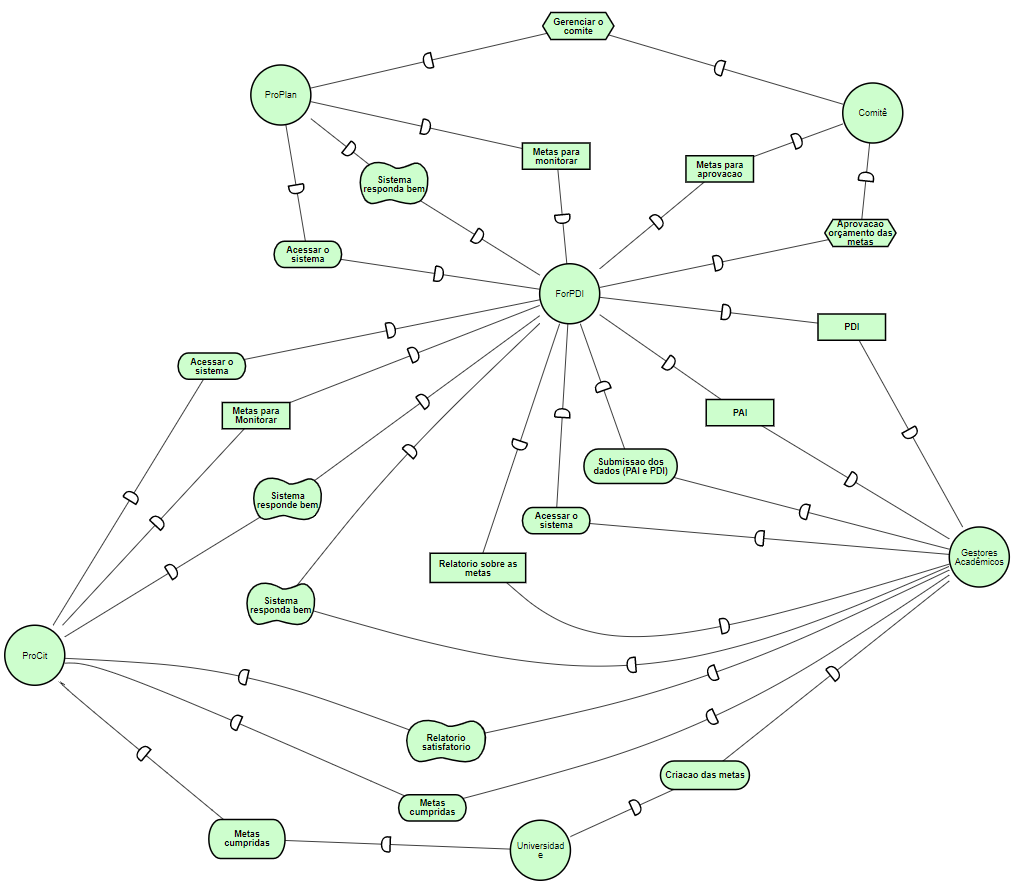 Gerenciar o
comite
ProPlan
Comitê
Metas para
monitorar
Metas para
aprovacao
Sistema
responda bem
Aprovacao
orçamento das
metas
Acessar o
sistema
ForPDI
PDI
Acessar o
sistema
Metas para
Monitorar
PAI
Submissao dos
dados (PAI e PDI)
Sistema
responde bem
Acessar o
sistema
Gestores
Acadêmicos
Relatorio sobre as
metas
Sistema
responda bem
ProCit
Relatorio
satisfatorio
Criacao das metas
Metas
cumpridas
Metas
cumpridas
Universidad
e